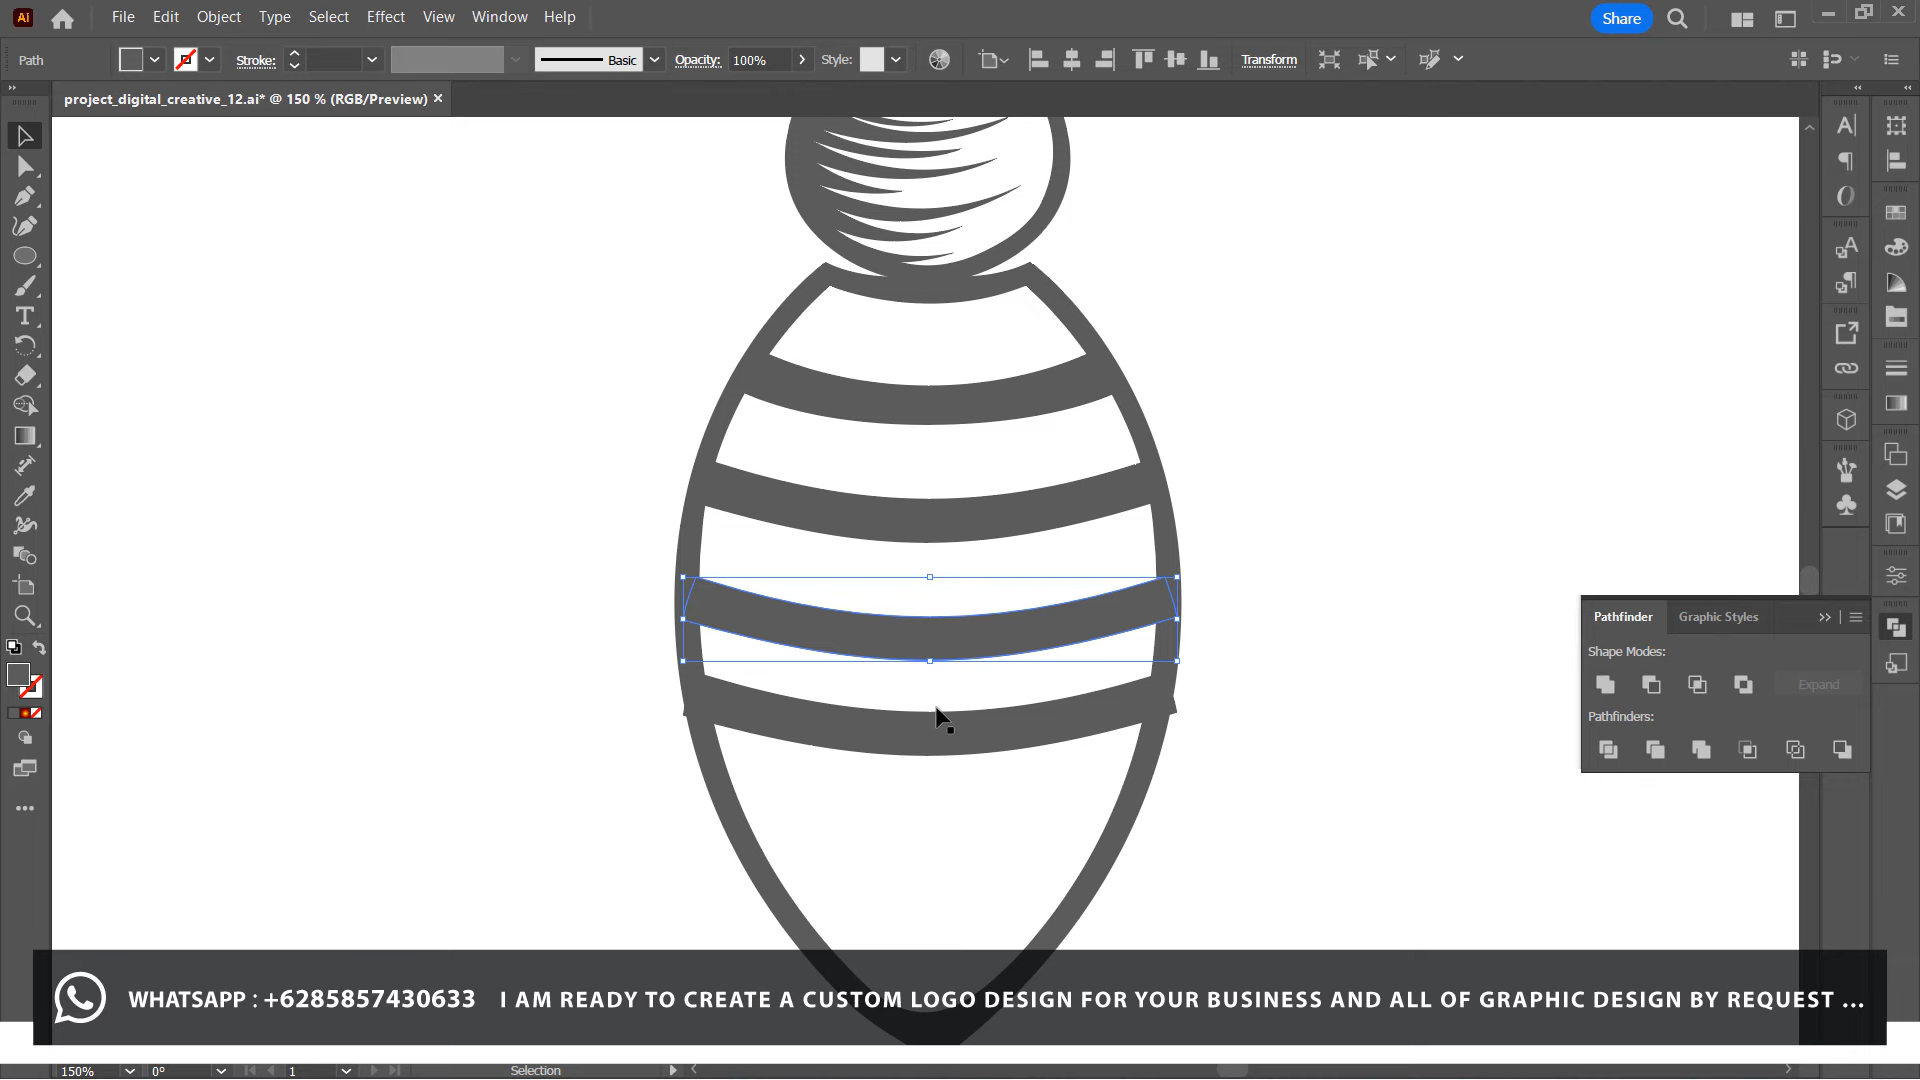 Ai File Edit Object Type Select Effect View Window Help Share
Path Stroke: Basic Opacity: 100% Style: Transform
project_digital_creative_12.ai* @ 150 % (RGB/Preview)
Pathfinder Graphic Styles
Shape Modes:
Expand
Pathfinders:
WHATSAPP : +6285857430633 I AM READY TO CREATE A CUSTOM LOGO DESIGN FOR YOUR BUSINESS AND ALL OF GRAPHIC DESIGN BY REQUEST ...
150% 0° 1 Selection